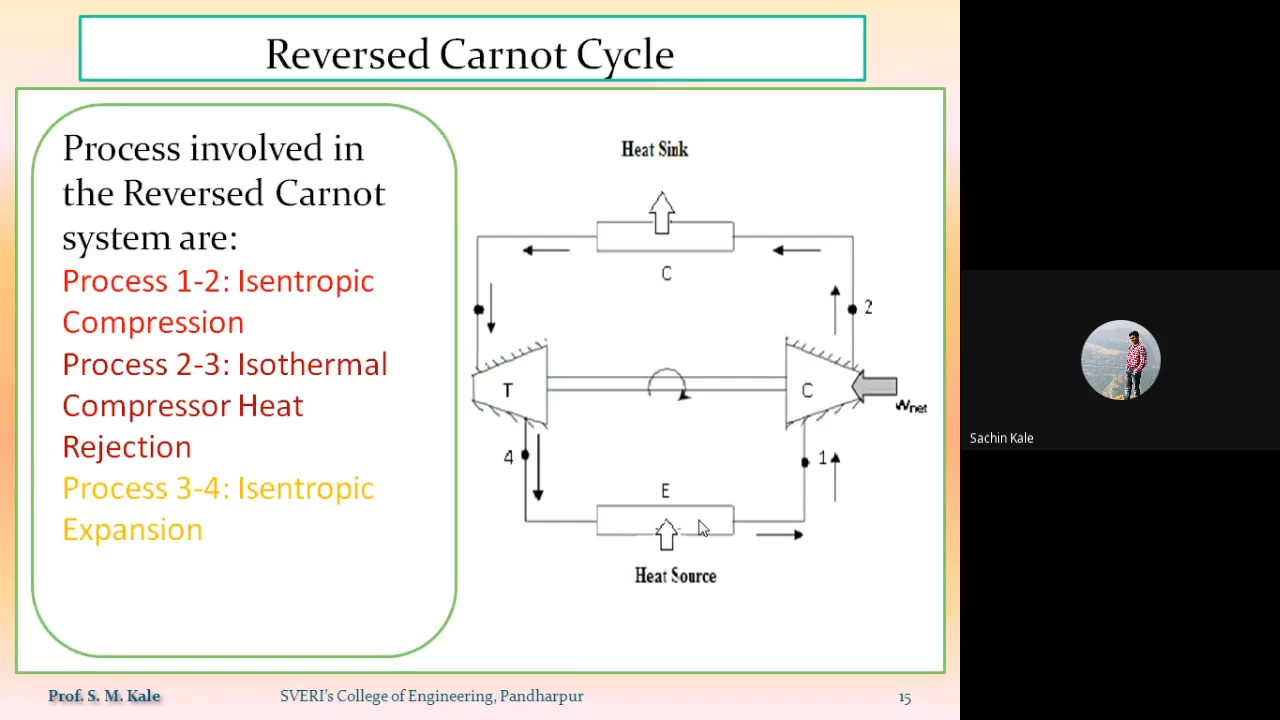 Reversed Carnot Cycle
Process involved in
the Reversed Carnot
system are:
Process 1-2: Isentropic
Compression
Process 2-3: Isothermal
Compressor Heat
Rejection
Process 3-4: Isentropic
Expansion
Heat Sink
C
2
T
C
Wnet
4
1
E
Heat Source
Sachin Kale
Prof. S. M. Kale
SVERI's College of Engineering, Pandharpur
15